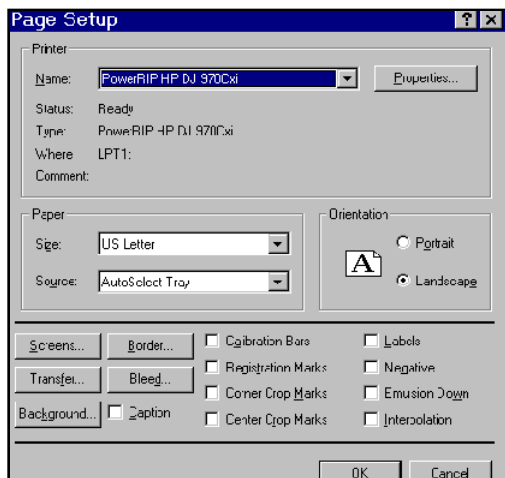 Page Setup
Printer
Name: PowerRIP HP DJ 970Cxi Properties...
Status: Ready
Type: PowerRIP HP DJ 970Cxi
Where LPT1:
Comment:
Paper
Size: US Letter
Source: AutoSelect Tray
Orientation
A
Portrait
Landscape
Screens... Border... Calibration Bars Labels
Transfer... Bleed... Registration Marks Negative
Corner Crop Marks Emulsion Down
Background... Caption Center Crop Marks Interpolation
OK Cancel